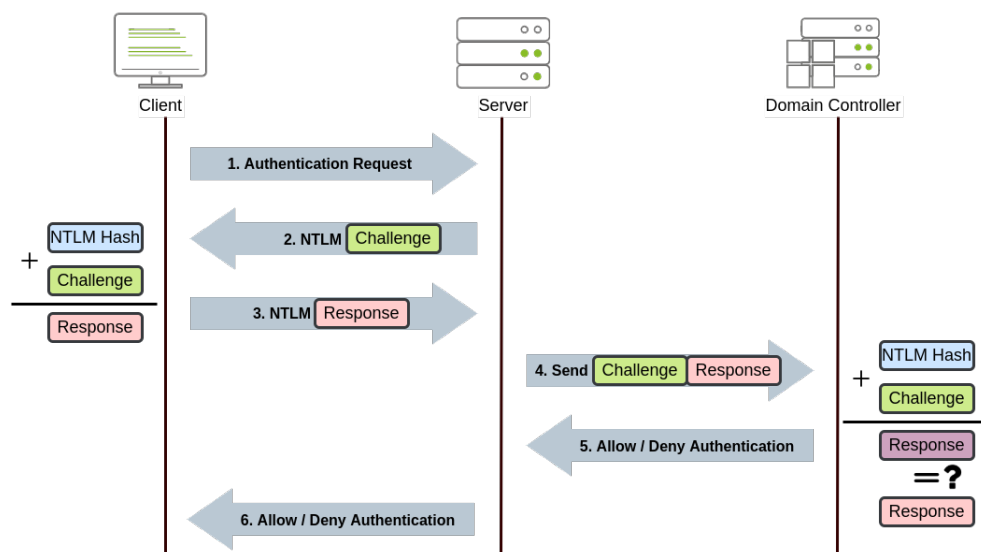 Client
Server
Domain Controller
1. Authentication Request
2. NTLM Challenge
NTLM Hash
+
Challenge
Response
3. NTLM Response
4. Send Challenge Response
NTLM Hash
+
Challenge
Response
=?
Response
5. Allow / Deny Authentication
6. Allow / Deny Authentication